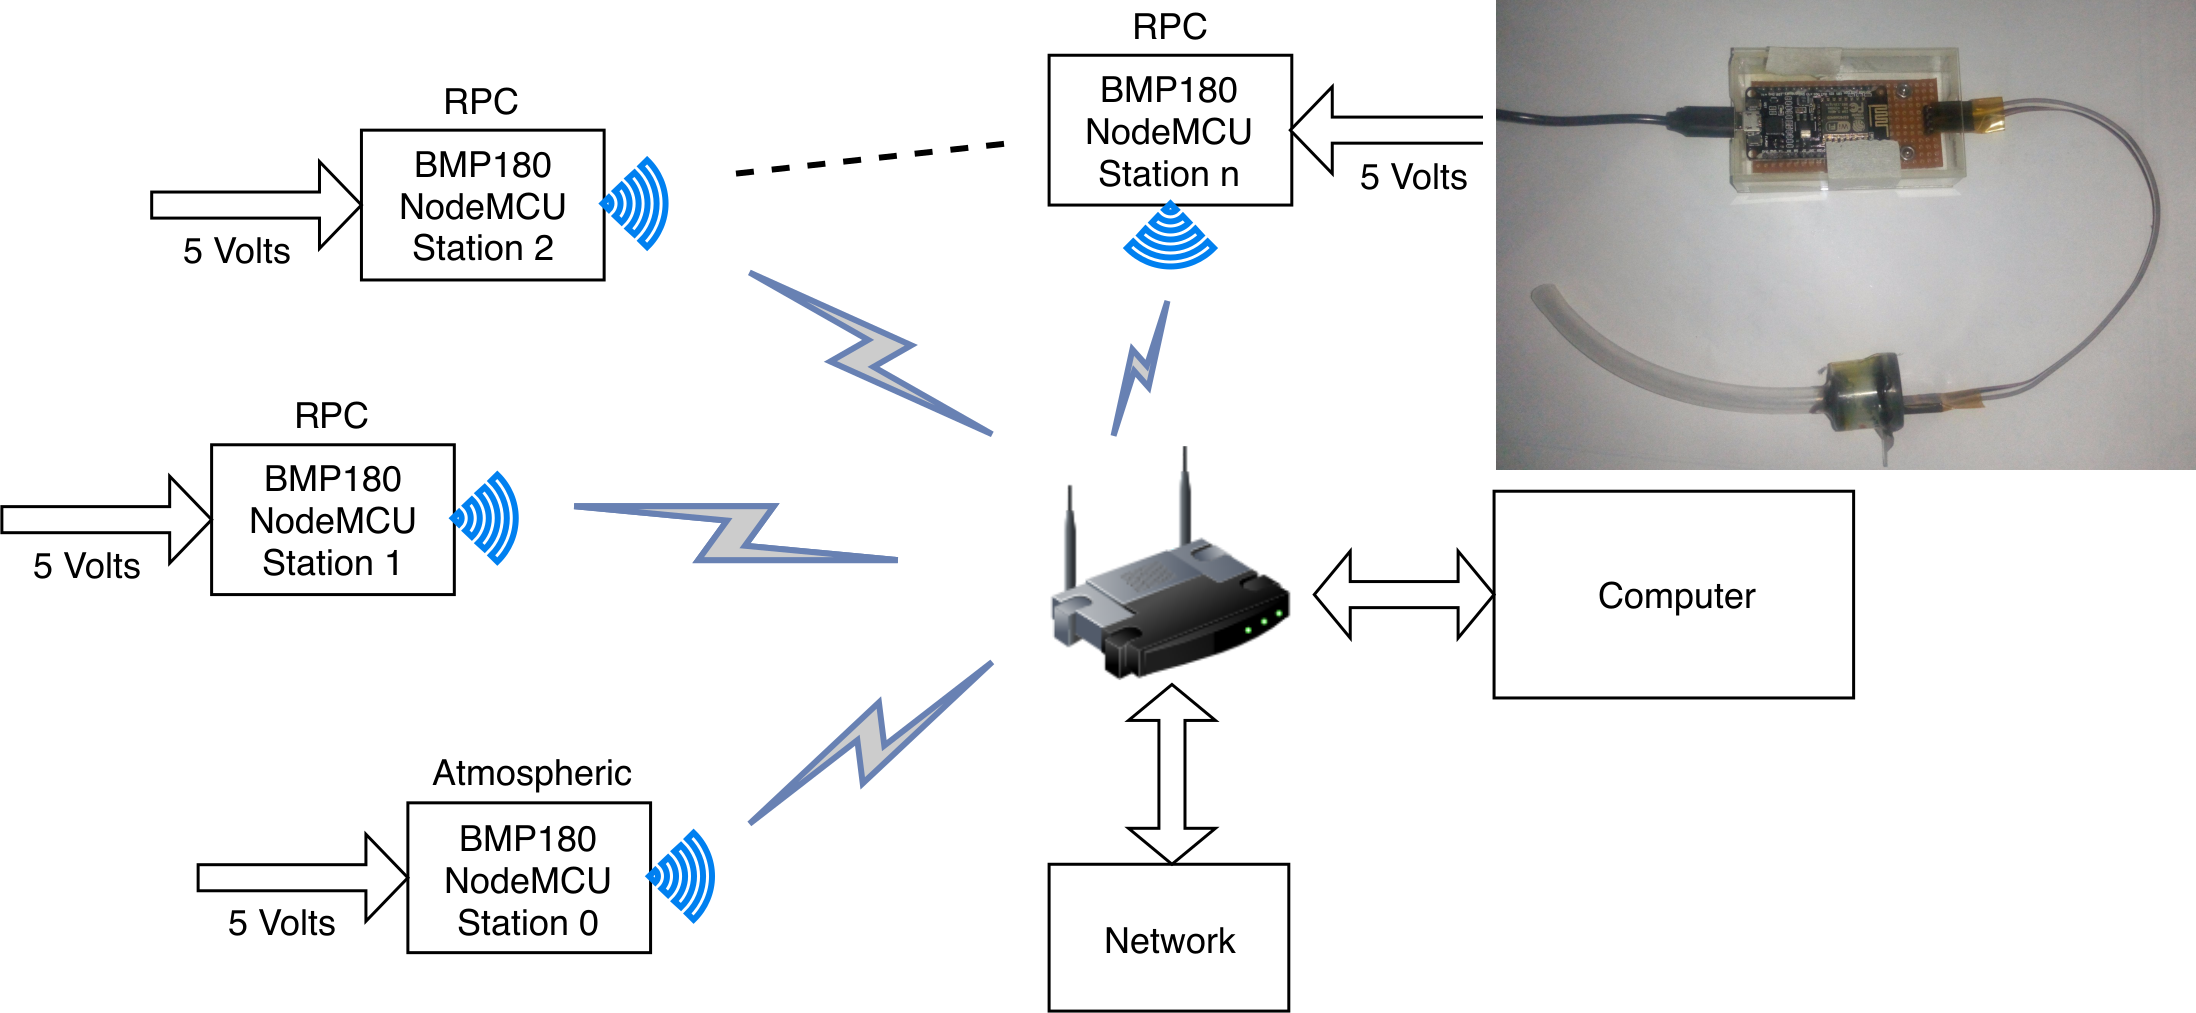 RPC
BMP180
NodeMCU
Station n
5 Volts
RPC
BMP180
NodeMCU
Station 2
5 Volts
RPC
BMP180
NodeMCU
Station 1
5 Volts
Computer
Atmospheric
BMP180
NodeMCU
Station 0
5 Volts
Network